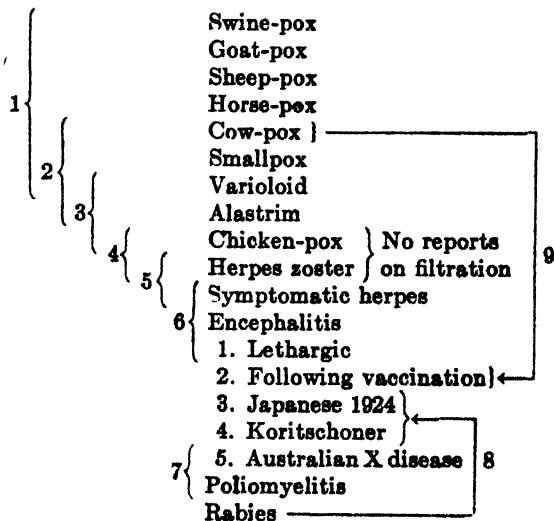 Swine-pox
Goat-pox
Sheep-pox
1 Horse-pox
Cow-pox
Smallpox
2 Varioloid
3 Alastrim
4 Chicken-pox No reports
5 Herpes zoster on filtration 9
Symptomatic herpes
6 Encephalitis
1. Lethargic
2. Following vaccination
3. Japanese 1924
4. Koritschoner
7 5. Australian X disease 8
Poliomyelitis
Rabies